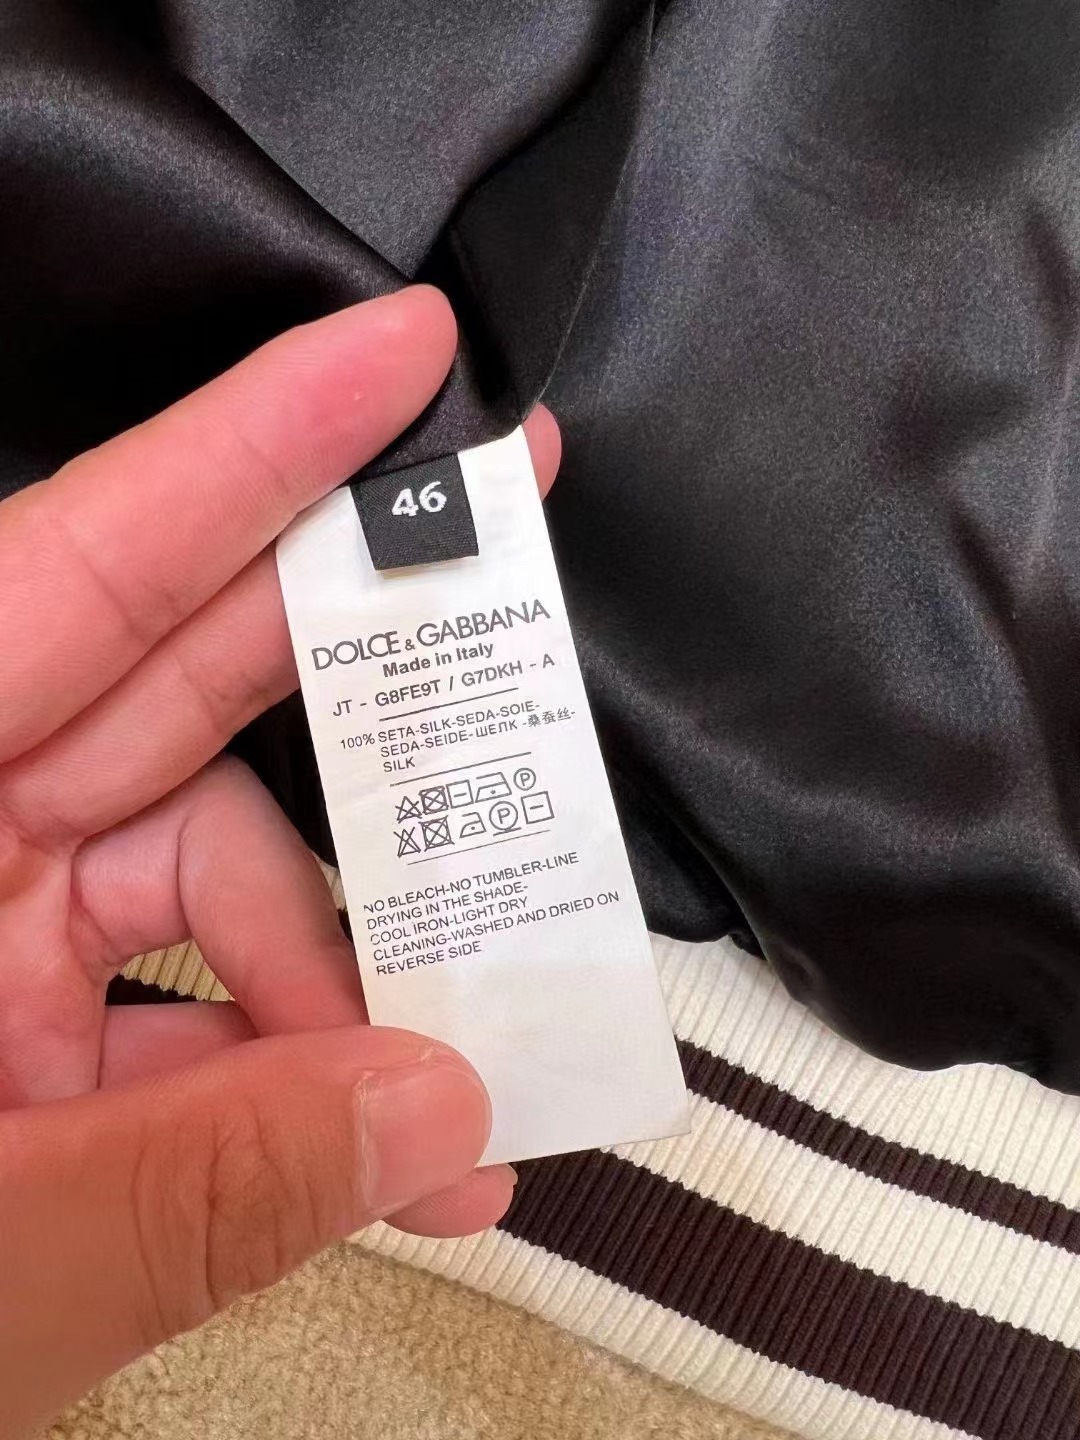 46
DOLCE & GABBANA
Made in Italy
JT - G8FE9T / G7DKH - A
100% SETA-SILK-SEDA-SOIE-
SEDA-SEIDE-ШЕЛК -桑蚕丝-
SILK
P
P
NO BLEACH-NO TUMBLER-LINE
DRYING IN THE SHADE-
COOL IRON-LIGHT DRY
CLEANING-WASHED AND DRIED ON
REVERSE SIDE